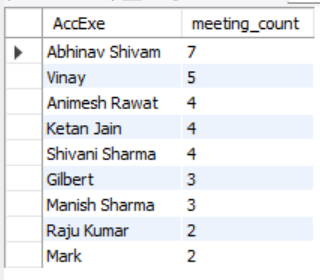 AccExe meeting_count
Abhinav Shivam 7
Vinay 5
Animesh Rawat 4
Ketan Jain 4
Shivani Sharma 4
Gilbert 3
Manish Sharma 3
Raju Kumar 2
Mark 2